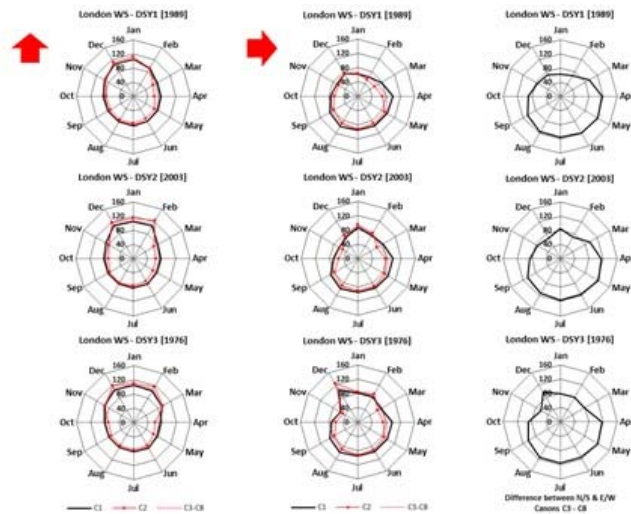 London WS - DSY1 [1989]
Jan
Feb
Mar
Apr
May
Jun
Jul
Aug
Sep
Oct
Nov
Dec
160
120
80
40
0
London WS - DSY1 [1989]
Jan
Feb
Mar
Apr
May
Jun
Jul
Aug
Sep
Oct
Nov
Dec
160
120
80
40
0
London WS - DSY1 [1989]
Jan
Feb
Mar
Apr
May
Jun
Jul
Aug
Sep
Oct
Nov
Dec
160
120
80
40
0
London WS - DSY2 [2003]
Jan
Feb
Mar
Apr
May
Jun
Jul
Aug
Sep
Oct
Nov
Dec
160
120
80
40
0
London WS - DSY2 [2003]
Jan
Feb
Mar
Apr
May
Jun
Jul
Aug
Sep
Oct
Nov
Dec
160
120
80
40
0
London WS - DSY2 [2003]
Jan
Feb
Mar
Apr
May
Jun
Jul
Aug
Sep
Oct
Nov
Dec
160
120
80
40
0
London WS - DSY3 [1976]
Jan
Feb
Mar
Apr
May
Jun
Jul
Aug
Sep
Oct
Nov
Dec
160
120
80
40
0
London WS - DSY3 [1976]
Jan
Feb
Mar
Apr
May
Jun
Jul
Aug
Sep
Oct
Nov
Dec
160
120
80
40
0
London WS - DSY3 [1976]
Jan
Feb
Mar
Apr
May
Jun
Jul
Aug
Sep
Oct
Nov
Dec
160
120
80
40
0
C1 C2 C3-C8
C1 C2 C3-C8
Difference between N/S & E/W
Canons C3 - C8